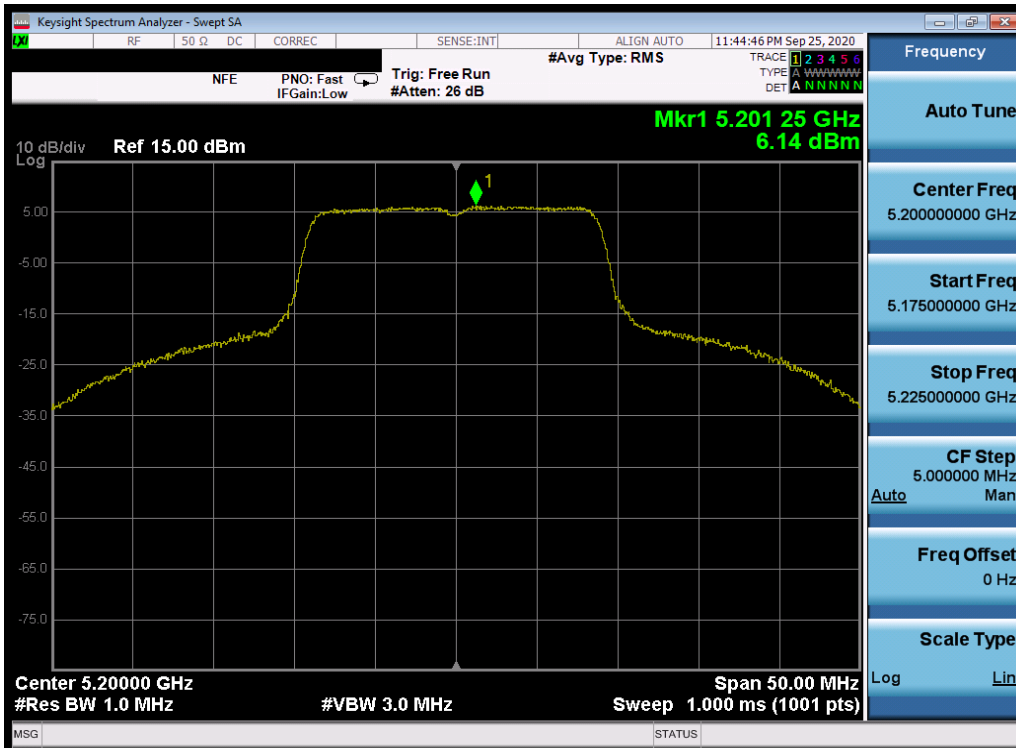 Keysight Spectrum Analyzer - Swept SA
LXI RF 50 Ω DC CORREC SENSE:INT ALIGN AUTO 11:44:46 PM Sep 25, 2020
Frequency
NFE PNO: Fast Trig: Free Run #Avg Type: RMS TRACE 1 2 3 4 5 6
IFGain:Low #Atten: 26 dB TYPE A WWWWW
DET A N N N N N
Auto Tune
Mkr1 5.201 25 GHz
6.14 dBm
10 dB/div Ref 15.00 dBm
Log
1
5.00
-5.00
-15.0
-25.0
-35.0
-45.0
-55.0
-65.0
-75.0
Center Freq
5.200000000 GHz
Start Freq
5.175000000 GHz
Stop Freq
5.225000000 GHz
CF Step
5.000000 MHz
Auto Man
Freq Offset
0 Hz
Scale Type
Log Lin
Center 5.20000 GHz Span 50.00 MHz
#Res BW 1.0 MHz #VBW 3.0 MHz Sweep 1.000 ms (1001 pts)
MSG STATUS